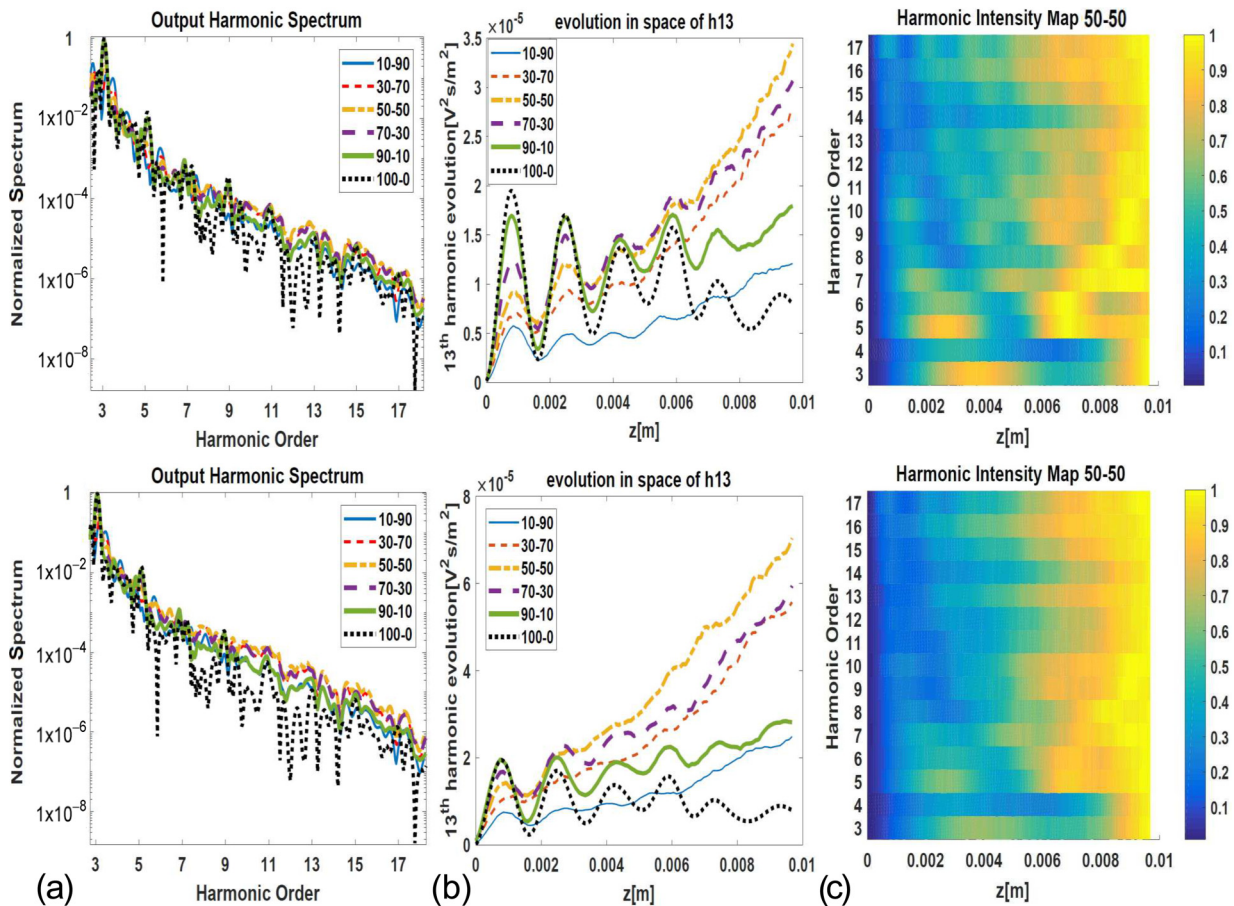 Output Harmonic Spectrum
Normalized Spectrum
1
1x10⁻²
1x10⁻⁴
1x10⁻⁶
1x10⁻⁸
10-90
30-70
50-50
70-30
90-10
100-0
3 5 7 9 11 13 15 17
Harmonic Order
×10⁻⁵
evolution in space of h13
13th harmonic evolution[V²s/m²]
3.5
3
2.5
2
1.5
1
0.5
0
10-90
30-70
50-50
70-30
90-10
100-0
0 0.002 0.004 0.006 0.008 0.01
z[m]
Harmonic Intensity Map 50-50
Harmonic Order
17
16
15
14
13
12
11
10
9
8
7
6
5
4
3
0 0.002 0.004 0.006 0.008 0.01
z[m]
1
0.9
0.8
0.7
0.6
0.5
0.4
0.3
0.2
0.1
Output Harmonic Spectrum
Normalized Spectrum
1
1x10⁻²
1x10⁻⁴
1x10⁻⁶
1x10⁻⁸
10-90
30-70
50-50
70-30
90-10
100-0
3 5 7 9 11 13 15 17
Harmonic Order
(a)
×10⁻⁵
evolution in space of h13
13th harmonic evolution[V²s/m²]
8
6
4
2
0
10-90
30-70
50-50
70-30
90-10
100-0
0 0.002 0.004 0.006 0.008 0.01
z[m]
(b)
Harmonic Intensity Map 50-50
Harmonic Order
17
16
15
14
13
12
11
10
9
8
7
6
5
4
3
0 0.002 0.004 0.006 0.008 0.01
z[m]
1
0.9
0.8
0.7
0.6
0.5
0.4
0.3
0.2
0.1
(c)